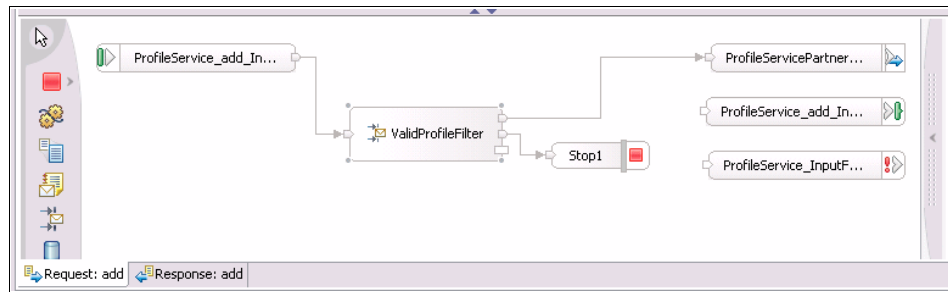 ProfileService_add_In...
ProfileServicePartner...
ValidProfileFilter
ProfileService_add_In...
Stop1
ProfileService_InputF...
Request: add
Response: add